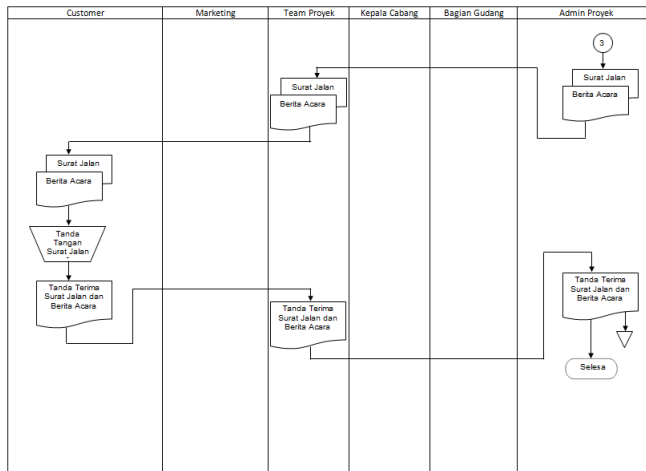 Customer
Marketing
Team Proyek
Kepala Cabang
Bagian Gudang
Admin Proyek
3
Surat Jalan
Berita Acara
Surat Jalan
Berita Acara
Surat Jalan
Berita Acara
Tanda
Tangan
Surat Jalan
Tanda Terima
Surat Jalan dan
Berita Acara
Tanda Terima
Surat Jalan dan
Berita Acara
Tanda Terima
Surat Jalan dan
Berita Acara
Selesa